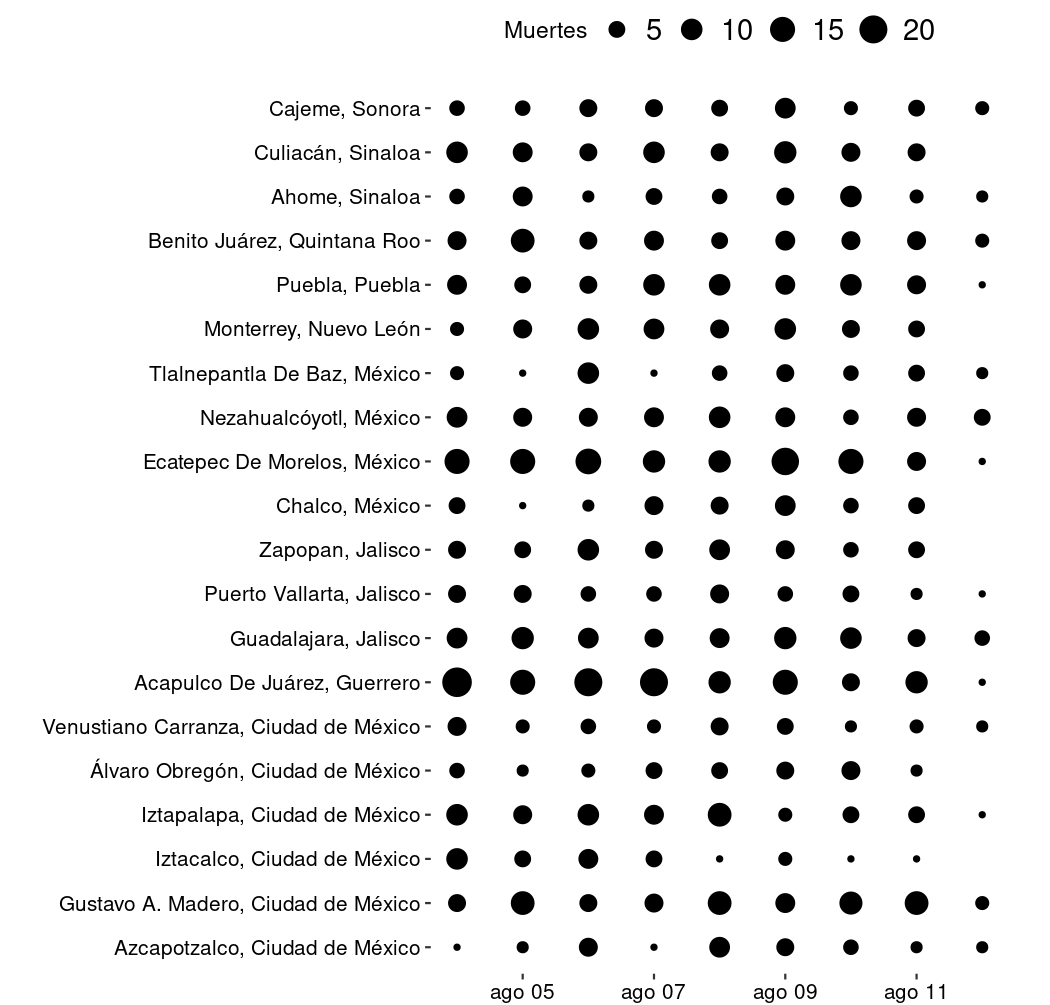 Muertes 5 10 15 20
Cajeme, Sonora
Culiacán, Sinaloa
Ahome, Sinaloa
Benito Juárez, Quintana Roo
Puebla, Puebla
Monterrey, Nuevo León
Tlalnepantla De Baz, México
Nezahualcóyotl, México
Ecatepec De Morelos, México
Chalco, México
Zapopan, Jalisco
Puerto Vallarta, Jalisco
Guadalajara, Jalisco
Acapulco De Juárez, Guerrero
Venustiano Carranza, Ciudad de México
Álvaro Obregón, Ciudad de México
Iztapalapa, Ciudad de México
Iztacalco, Ciudad de México
Gustavo A. Madero, Ciudad de México
Azcapotzalco, Ciudad de México
ago 05 ago 07 ago 09 ago 11